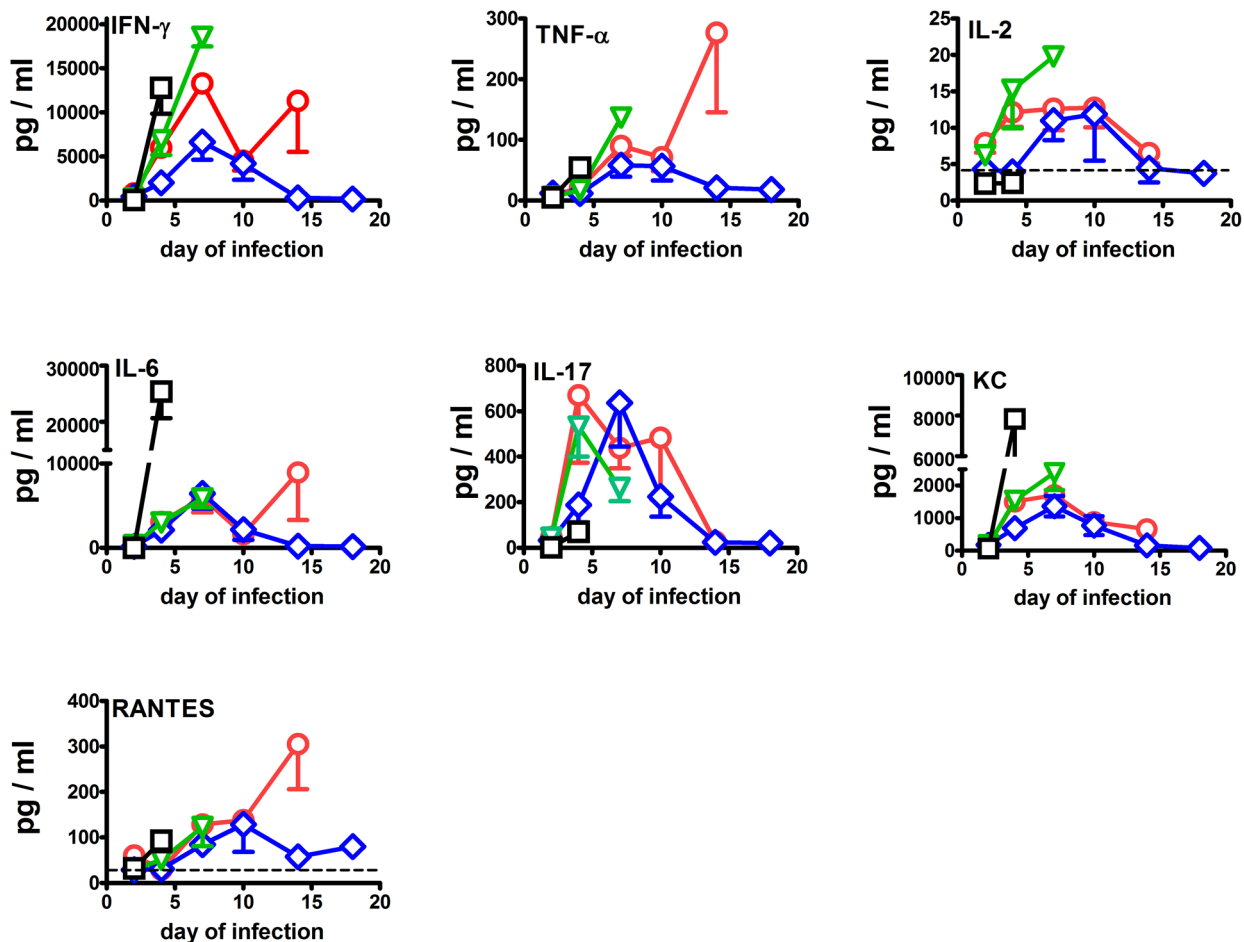 IFN-γ
pg / ml
20000
15000
10000
5000
0
0 5 10 15 20
day of infection
TNF-α
pg / ml
300
200
100
0
0 5 10 15 20
day of infection
IL-2
pg / ml
25
20
15
10
5
0
0 5 10 15 20
day of infection
IL-6
pg / ml
30000
20000
10000
0
0 5 10 15 20
day of infection
IL-17
pg / ml
800
600
400
200
0
0 5 10 15 20
day of infection
KC
pg / ml
10000
8000
6000
2000
1000
0
0 5 10 15 20
day of infection
RANTES
pg / ml
400
300
200
100
0
0 5 10 15 20
day of infection